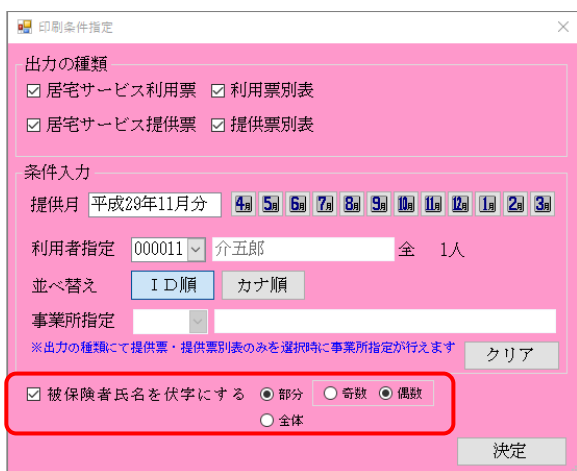 印刷条件指定
出力の種類
居宅サービス利用票 利用票別表
居宅サービス提供票 提供票別表
条件入力
提供月 平成29年11月分 4月 5月 6月 7月 8月 9月 10月 11月 12月 1月 2月 3月
利用者指定 000011 介五郎 全 1人
並べ替え ID順 カナ順
事業所指定
※出力の種類にて提供票・提供票別表のみを選択時に事業所指定が行えます クリア
被保険者氏名を伏字にする 部分 奇数 偶数
全体
決定